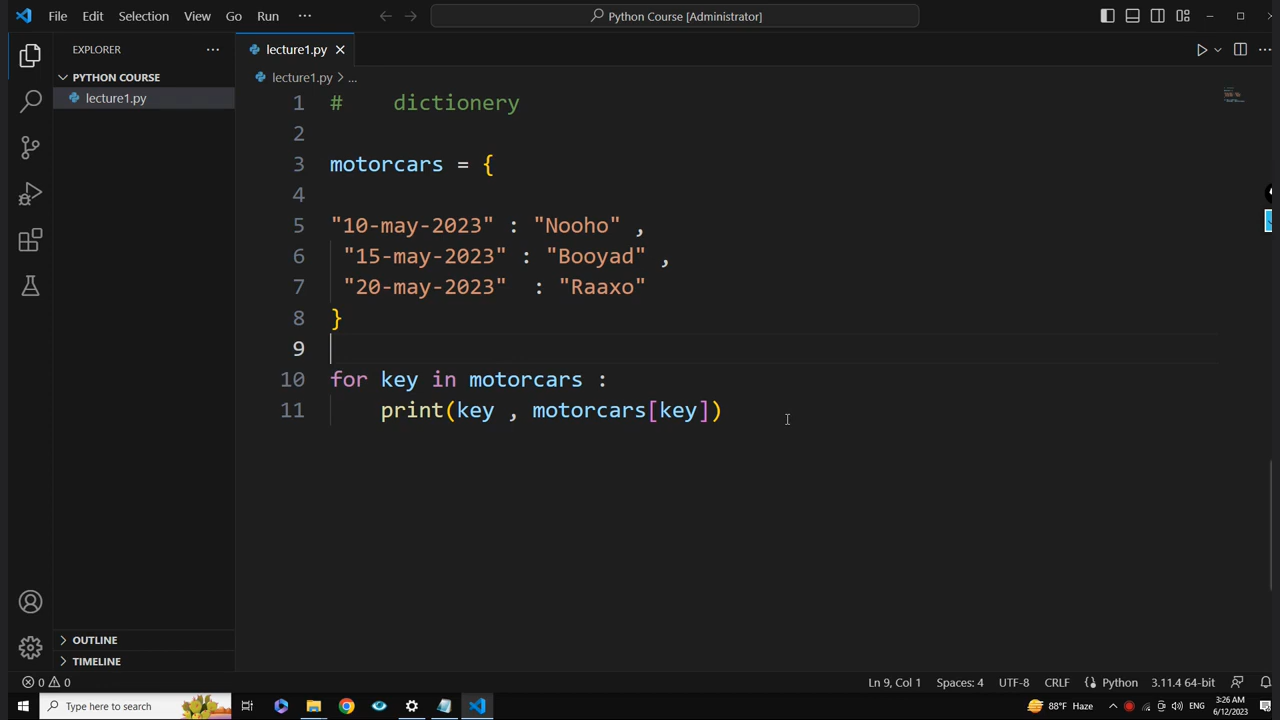 File Edit Selection View Go Run ··· Python Course [Administrator]
EXPLORER ··· lecture1.py
PYTHON COURSE lecture1.py > ...
lecture1.py
1 #    dictionery
2
3 motorcars = {
4
5 "10-may-2023" : "Nooho" ,
6  "15-may-2023" : "Booyad" ,
7  "20-may-2023"  : "Raaxo"
8 }
9
10 for key in motorcars :
11     print(key , motorcars[key])
OUTLINE
TIMELINE
0 0 Ln 9, Col 1 Spaces: 4 UTF-8 CRLF Python 3.11.4 64-bit
Type here to search 88°F Haze ENG 3:26 AM
6/12/2023